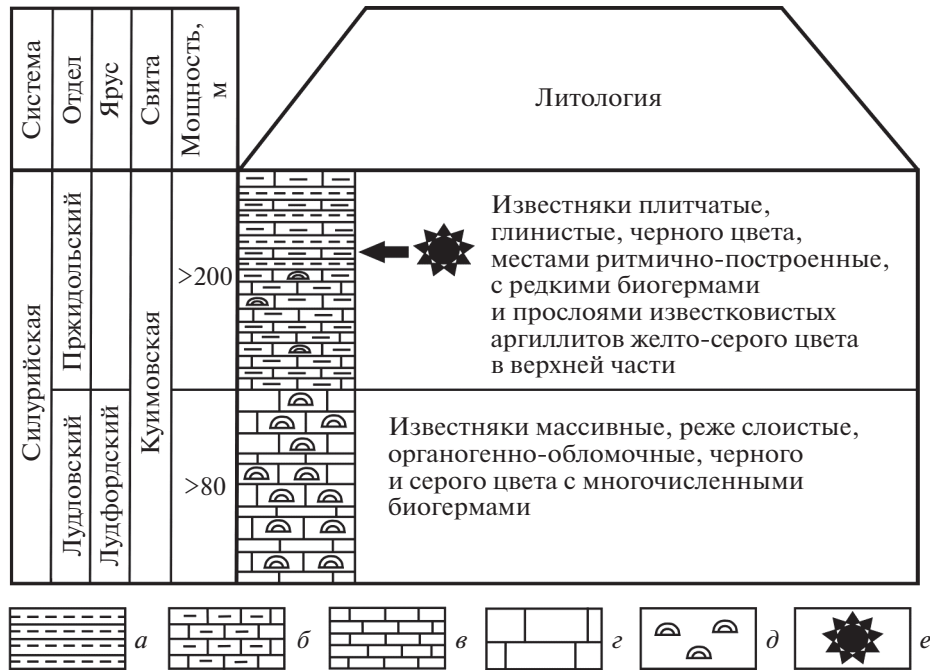 Система
Отдел
Ярус
Свита
Мощность,
м
Литология
Силурийская
Пржидольский
Куимовская
>200
Известняки плитчатые,
глинистые, черного цвета,
местами ритмично-построенные,
с редкими биогермами
и прослоями известковистых
аргиллитов желто-серого цвета
в верхней части
Лудловский
Лудфордский
>80
Известняки массивные, реже слоистые,
органогенно-обломочные, черного
и серого цвета с многочисленными
биогермами
а
б
в
г
д
е